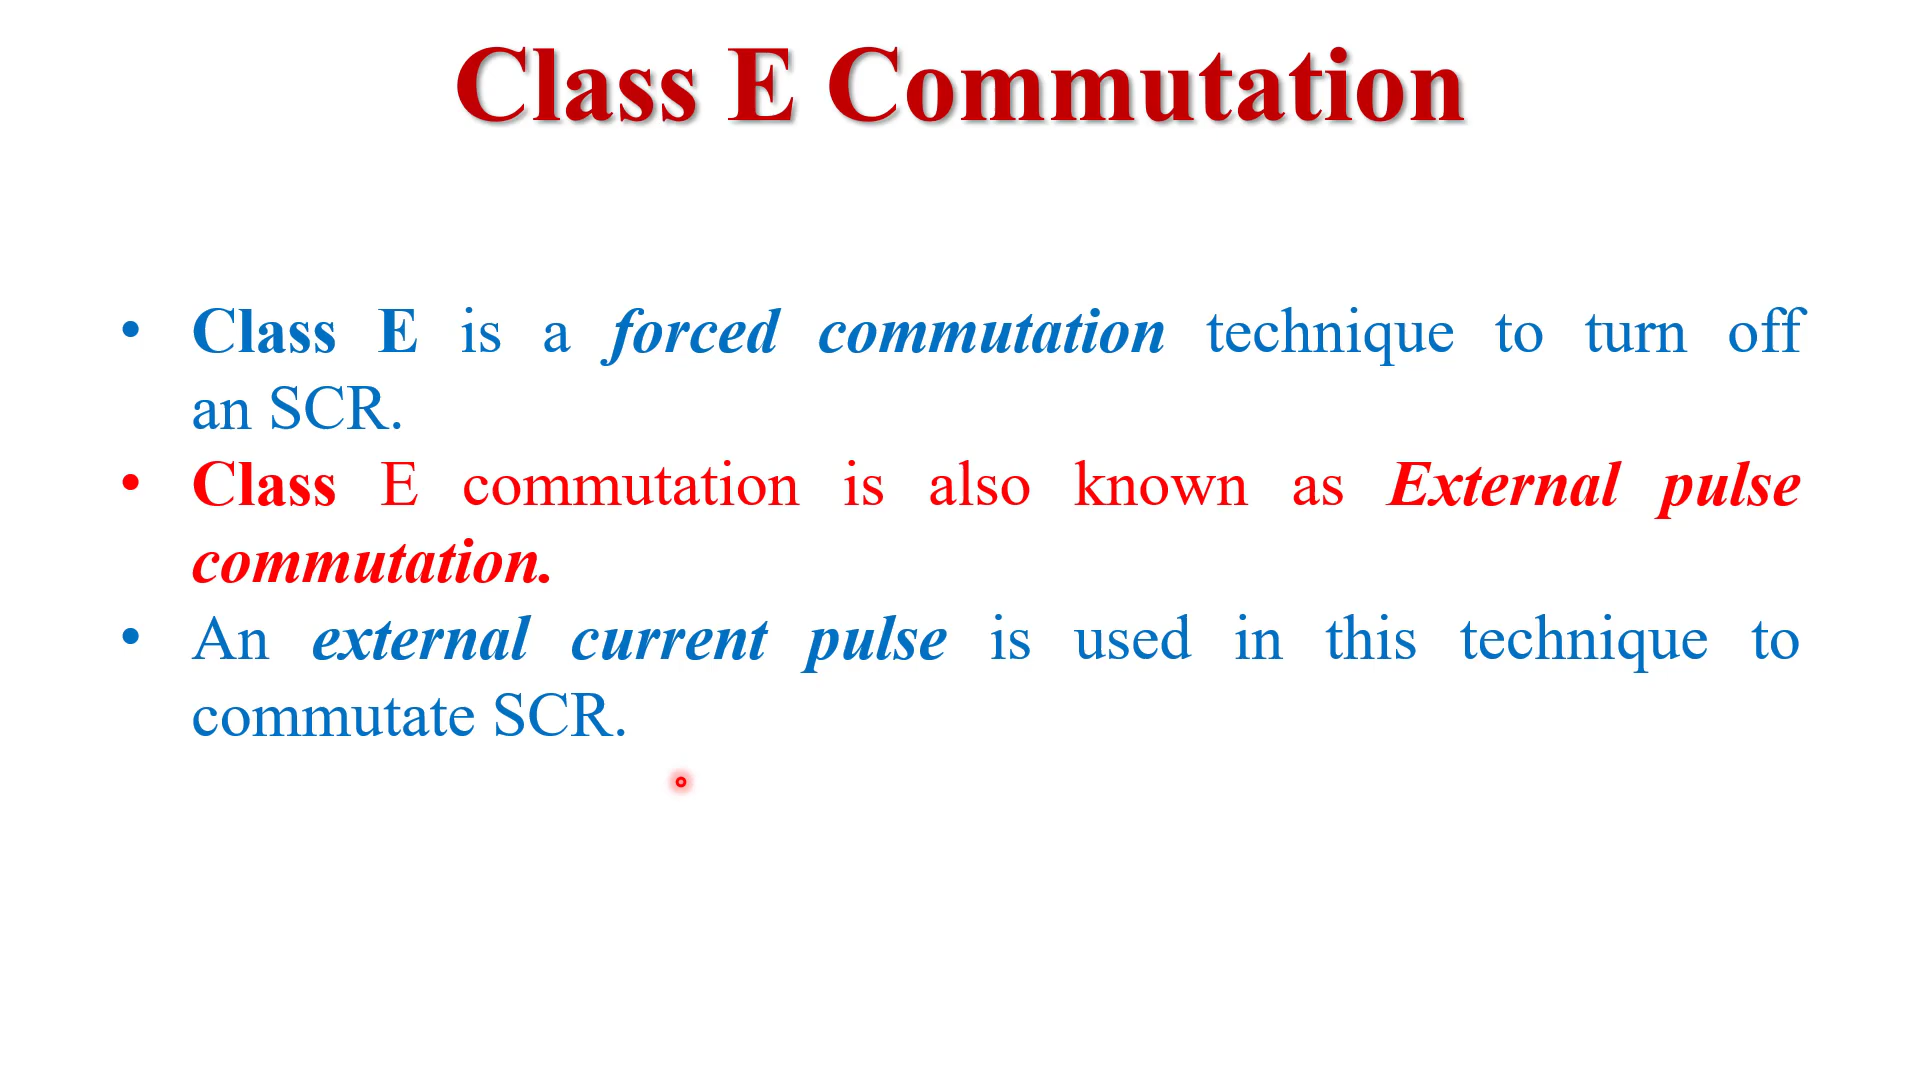 Class E Commutation
• Class E is a forced commutation technique to turn off
an SCR.
• Class E commutation is also known as External pulse
commutation.
• An external current pulse is used in this technique to
commutate SCR.